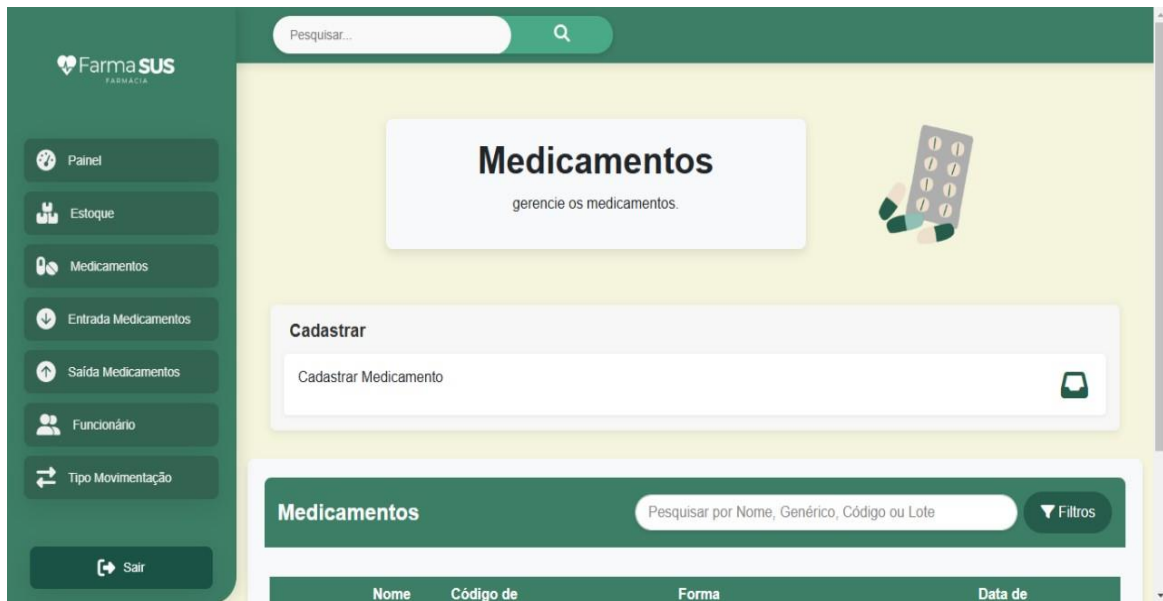 Pesquisar...
FarmaSUS
FARMÁCIA
Painel
Estoque
Medicamentos
Entrada Medicamentos
Saída Medicamentos
Funcionário
Tipo Movimentação
Sair
Medicamentos
gerencie os medicamentos.
Cadastrar
Cadastrar Medicamento
Medicamentos
Pesquisar por Nome, Genérico, Código ou Lote
Filtros
Nome Código de Forma Data de